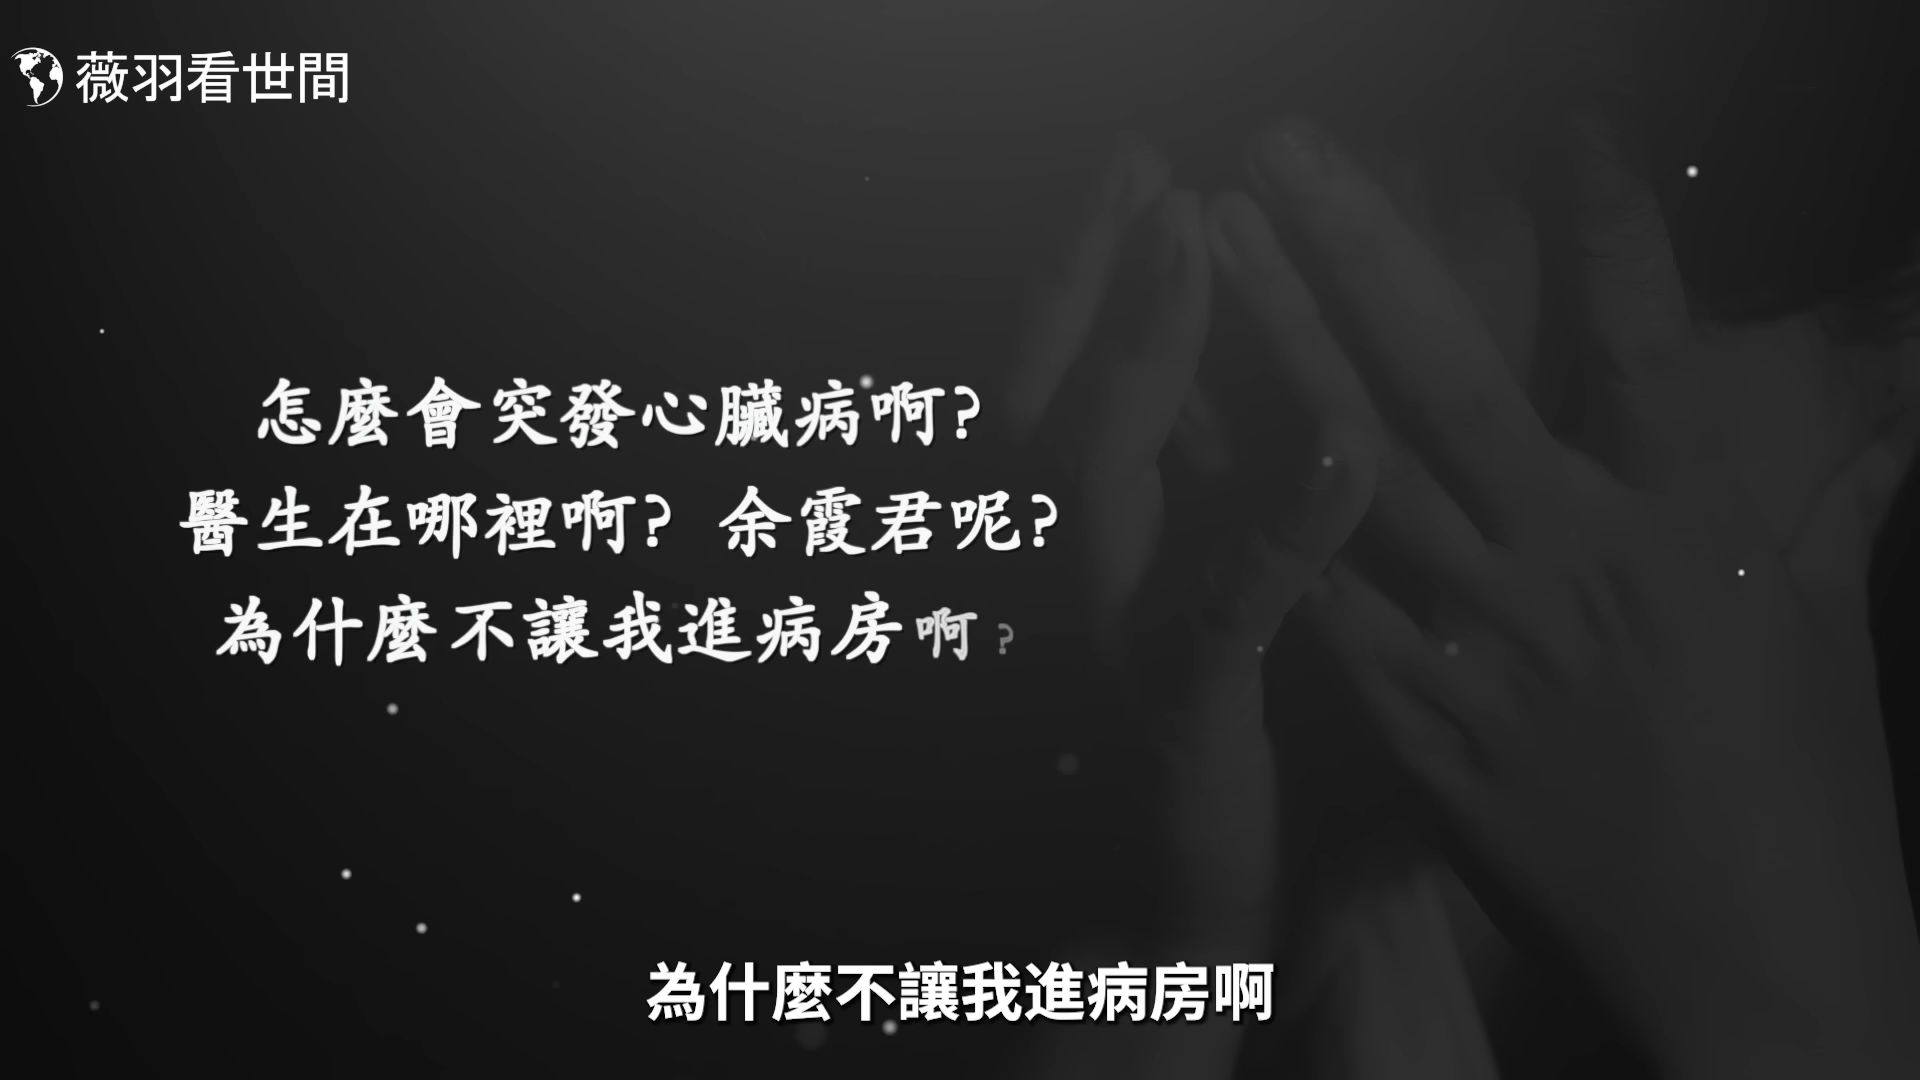 薇羽看世間
怎麼會突發心臟病啊?
醫生在哪裡啊? 余霞君呢?
為什麼不讓我進病房啊?
為什麼不讓我進病房啊